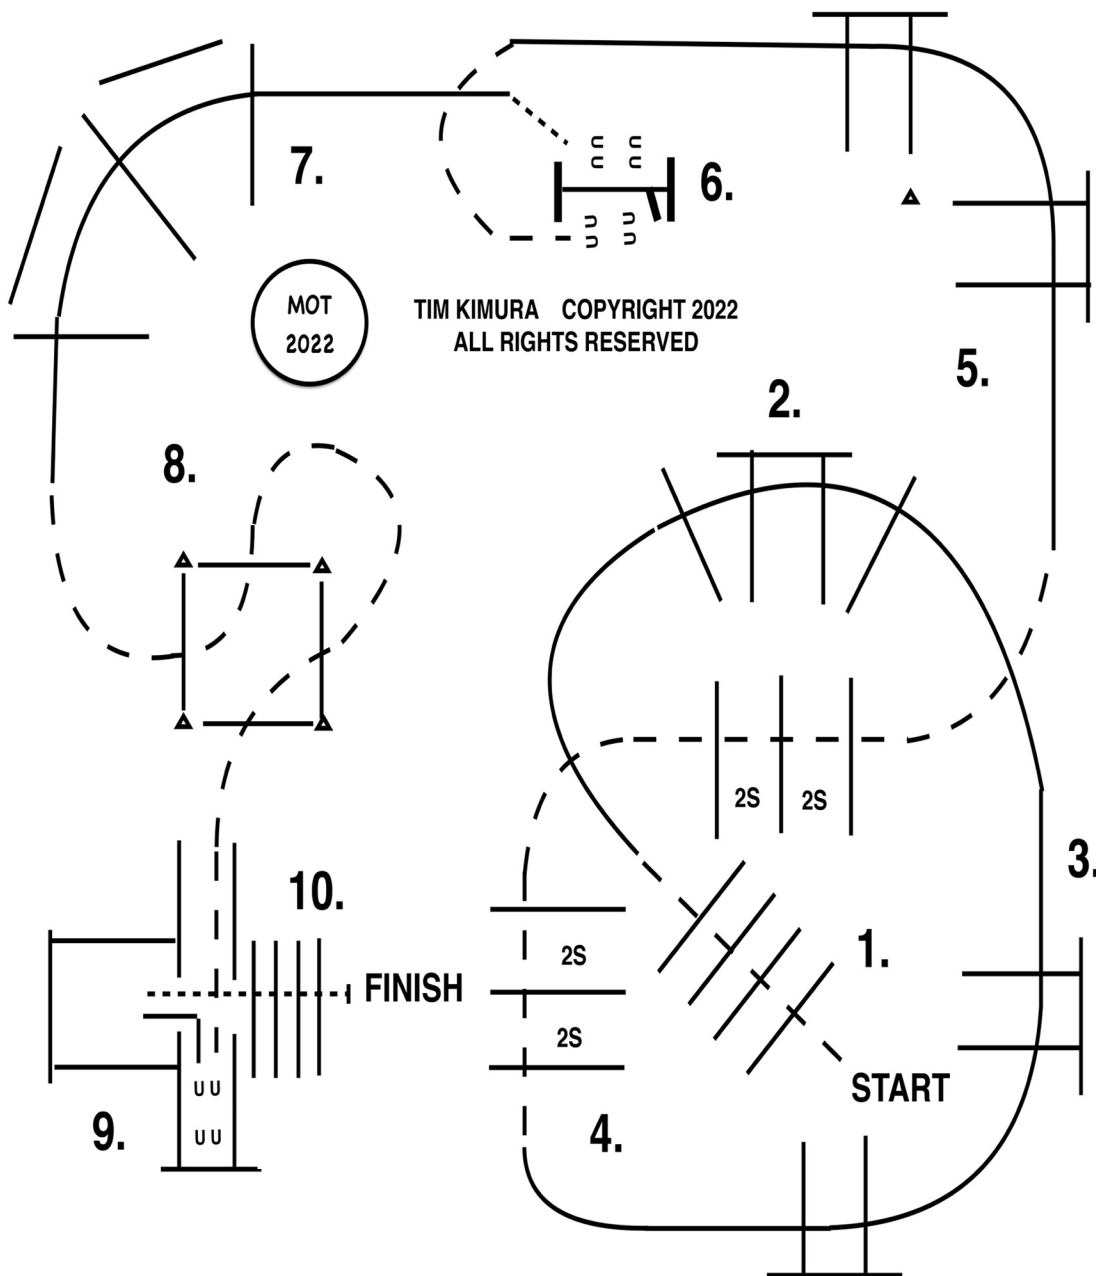 7.
6.
MOT
2022
TIM KIMURA COPYRIGHT 2022
ALL RIGHTS RESERVED
5.
2.
8.
2S 2S
3.
10.
1.
2S
FINISH
2S
START
9.
4.